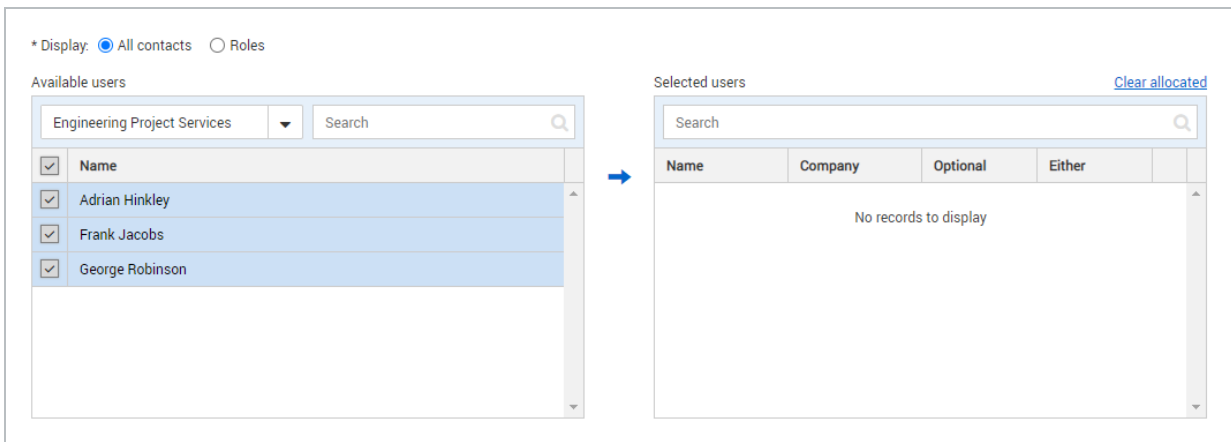 * Display: All contacts Roles
Available users
Engineering Project Services Search
Name
Adrian Hinkley
Frank Jacobs
George Robinson
Selected users Clear allocated
Search
Name Company Optional Either
No records to display